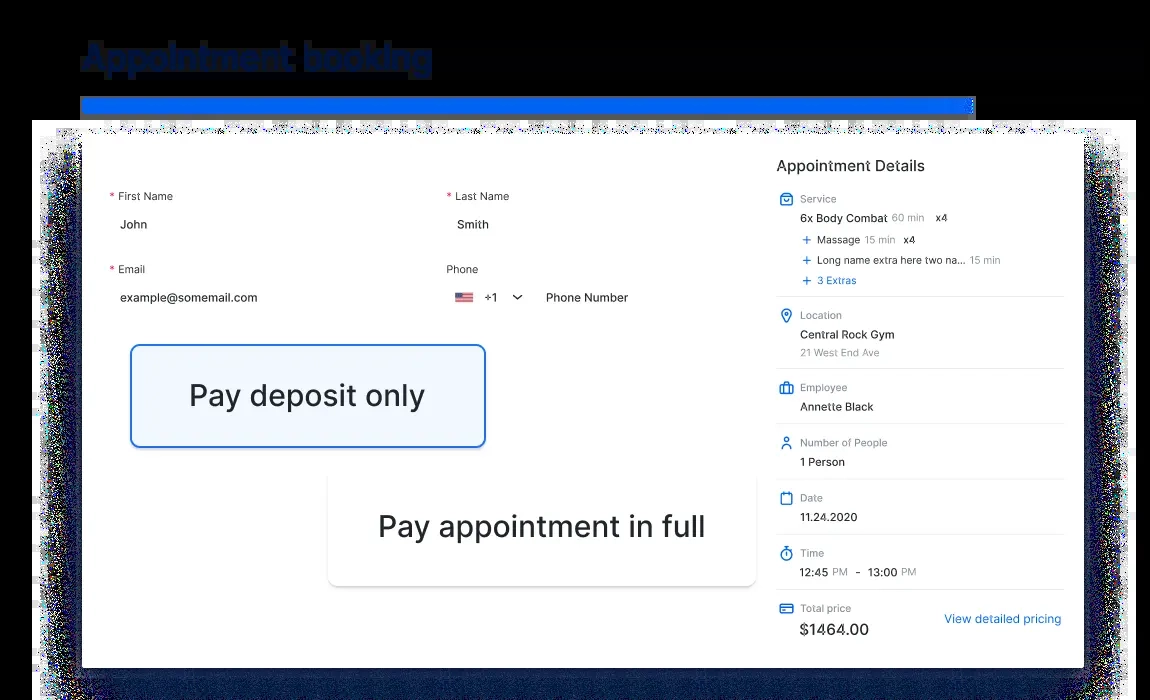 Appointment booking
* First Name
* Last Name
John
Smith
* Email
Phone
example@somemail.com
+1
Phone Number
Pay deposit only
Pay appointment in full
Appointment Details
Service
6x Body Combat 60 min x4
+ Massage 15 min x4
+ Long name extra here two na... 15 min
+ 3 Extras
Location
Central Rock Gym
21 West End Ave
Employee
Annette Black
Number of People
1 Person
Date
11.24.2020
Time
12:45 PM - 13:00 PM
Total price
$1464.00
View detailed pricing